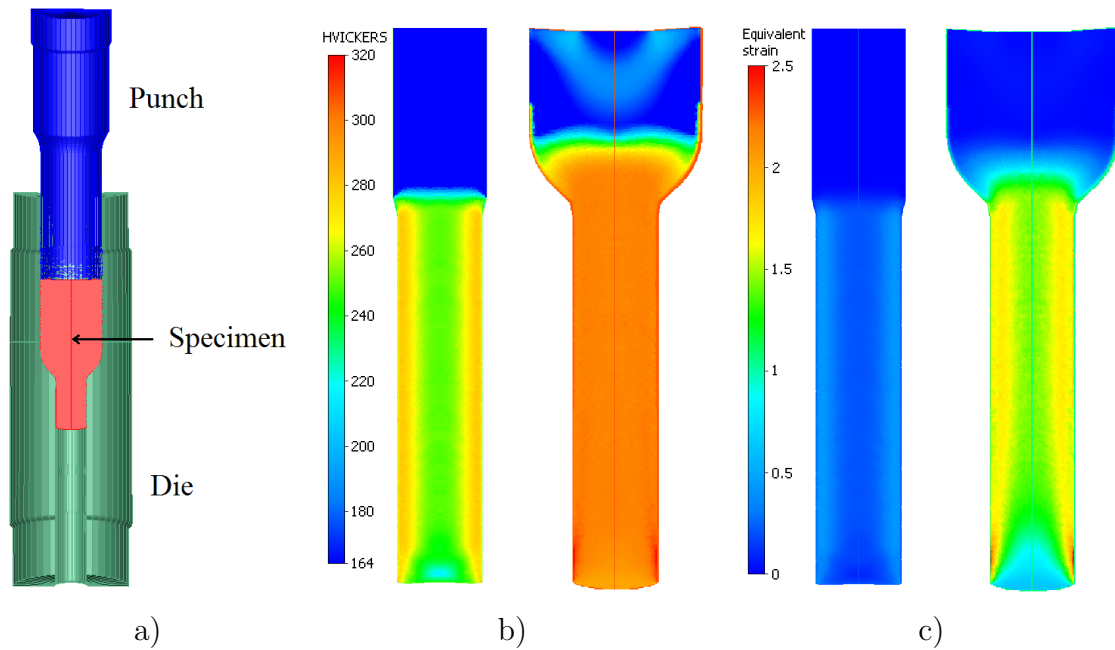 Punch
Specimen
Die
a)
HVICKERS
320
300
280
260
240
220
200
180
164
b)
Equivalent
strain
2.5
2
1.5
1
0.5
0
c)